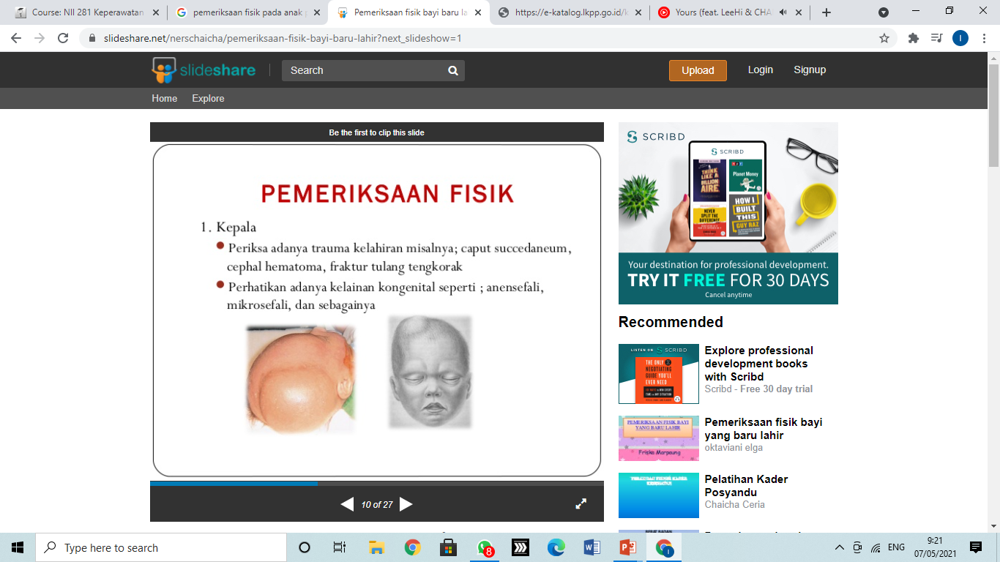 Course: NII 281 Keperawatan
pemeriksaan fisik pada anak
Pemeriksaan fisik bayi baru la
https://e-katalog.lkpp.go.id/k
Yours (feat. LeeHi & CHA
slideshare.net/nerschaicha/pemeriksaan-fisik-bayi-baru-lahir?next_slideshow=1
I
slideshare
Search
Upload
Login
Signup
Home
Explore
Be the first to clip this slide
PEMERIKSAAN FISIK
1. Kepala
Periksa adanya trauma kelahiran misalnya; caput succedaneum,
cephal hematoma, fraktur tulang tengkorak
Perhatikan adanya kelainan kongenital seperti ; anensefali,
mikrosefali, dan sebagainya
10 of 27
SCRIBD
SCRIBD
THINK
LIKE A
BILLION
AIRE
Planet Money
NEVER
SPLIT THE
DIFFERENCE
HOW I
BUILT
THIS
GUY RAZ
Your destination for professional development.
TRY IT FREE FOR 30 DAYS
Cancel anytime
Recommended
LISTEN ON SCRIBD
THE ONLY
NEGOTIATING
GUIDE YOU'LL
EVER NEED
Explore professional
development books
with Scribd
Scribd - Free 30 day trial
PEMERIKSAAN FISIK BAYI
YANG BARU LAHIR
Friska Marpaung
Pemeriksaan fisik bayi
yang baru lahir
oktaviani elga
Pelatihan Kader
Posyandu
Chaicha Ceria
Type here to search
8
I
ENG
9:21
07/05/2021